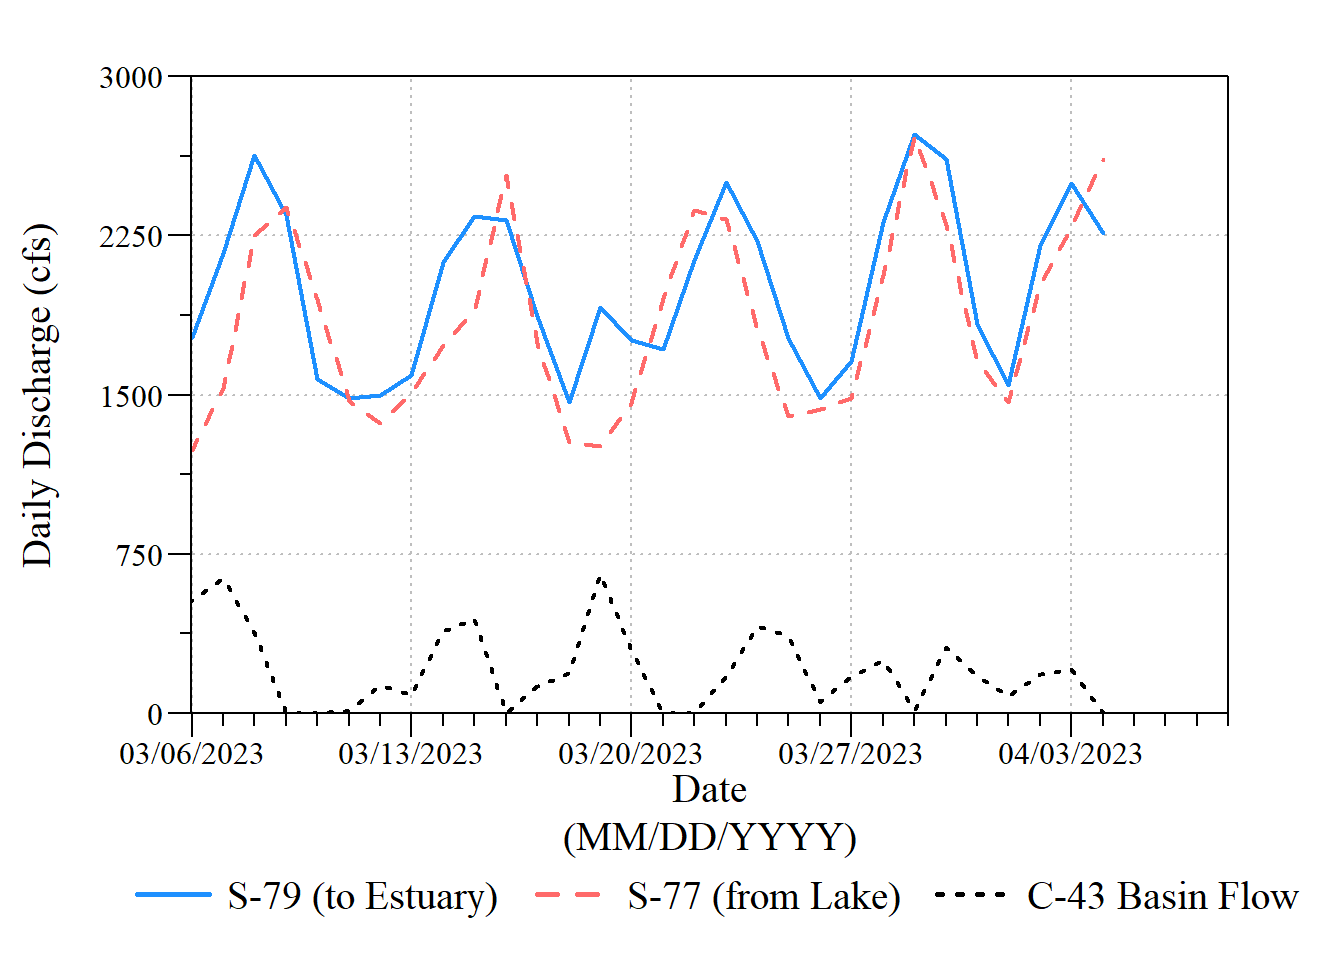 Daily Discharge (cfs)
3000
2250
1500
750
0
03/06/2023 03/13/2023 03/20/2023 03/27/2023 04/03/2023
Date
(MM/DD/YYYY)
S-79 (to Estuary) S-77 (from Lake) C-43 Basin Flow